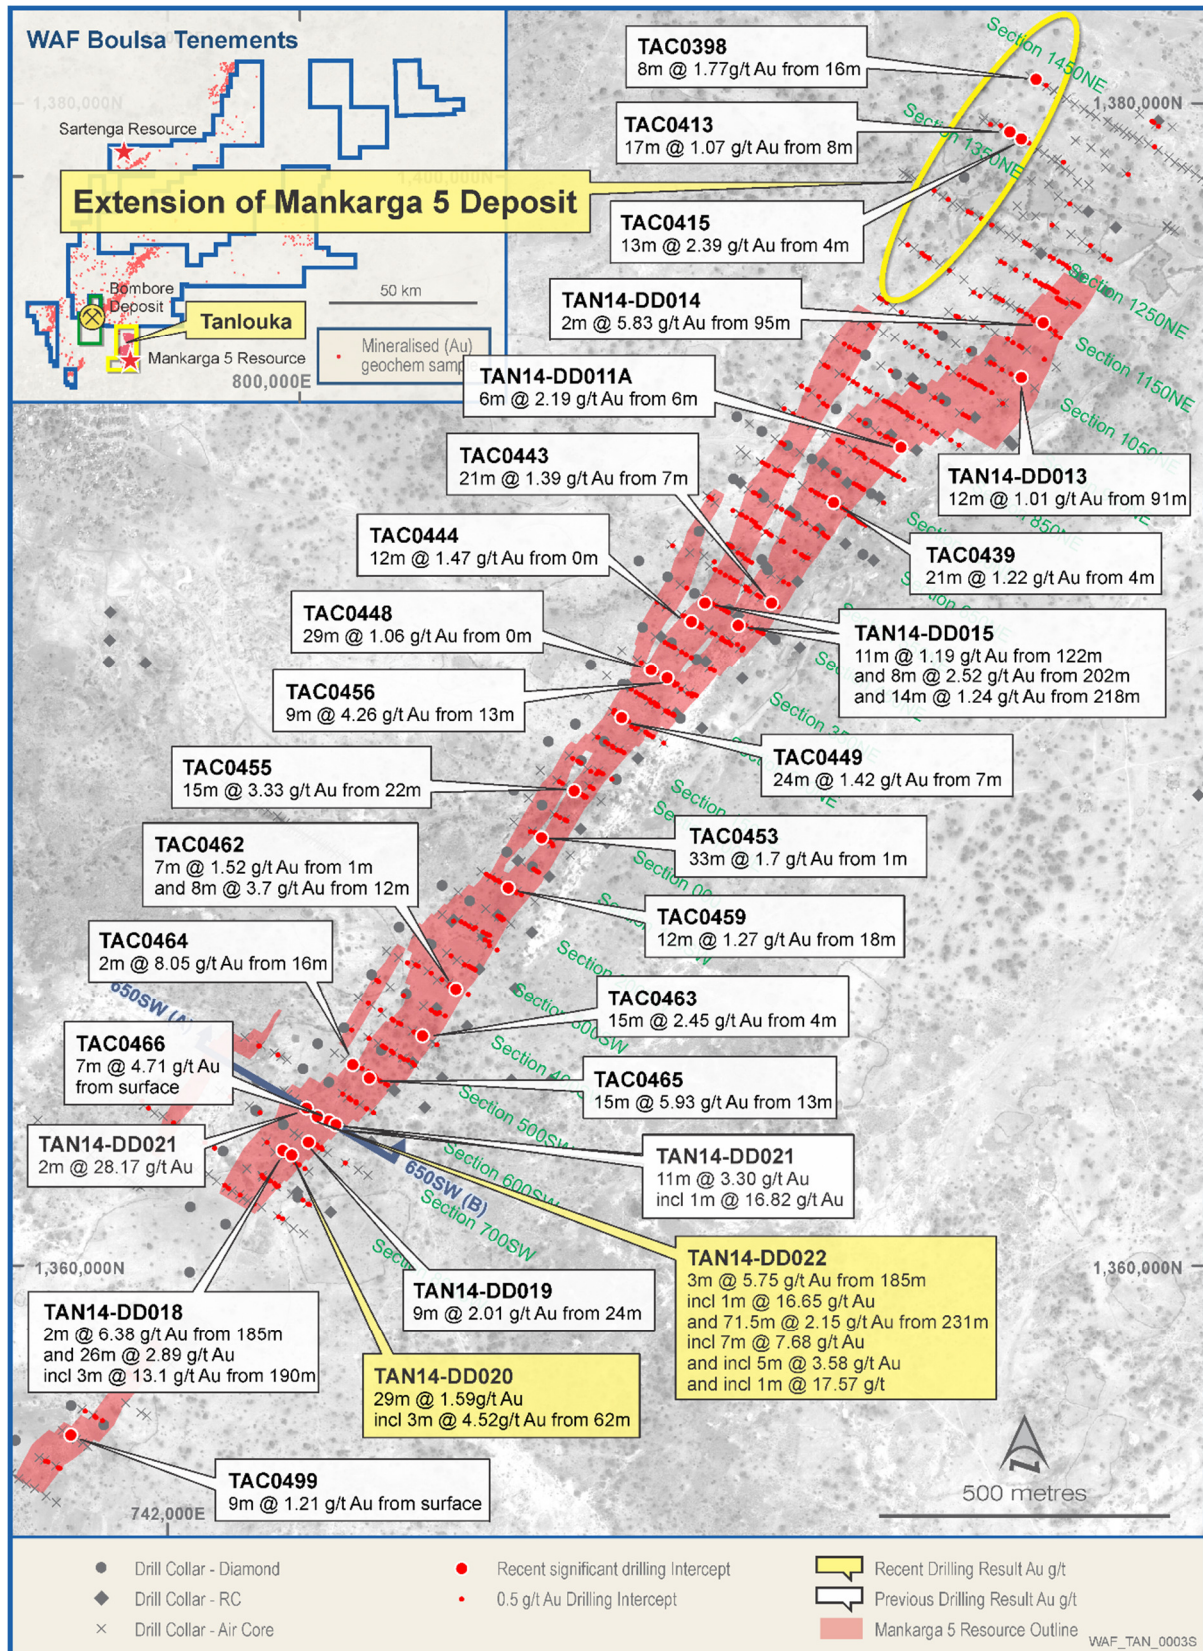 WAF Boulsa Tenements
1,380,000N
Sartenga Resource
1,400,000N
Extension of Mankarga 5 Deposit
Bombore
Deposit
50 km
Tanlouka
Mineralised (Au)
geochem
Mankarga 5 Resource
800,000E
TAC0398
8m @ 1.77g/t Au from 16m
Section 1450NE
1,380,000N
TAC0413
17m @ 1.07 g/t Au from 8m
Section 1350NE
TAC0415
13m @ 2.39 g/t Au from 4m
Section 1250NE
TAN14-DD014
2m @ 5.83 g/t Au from 95m
Section 1150NE
TAN14-DD011A
6m @ 2.19 g/t Au from 6m
Section 1050NE
TAN14-DD013
12m @ 1.01 g/t Au from 91m
TAC0443
21m @ 1.39 g/t Au from 7m
850NE
TAC0439
21m @ 1.22 g/t Au from 4m
TAC0444
12m @ 1.47 g/t Au from 0m
TAC0448
29m @ 1.06 g/t Au from 0m
TAN14-DD015
11m @ 1.19 g/t Au from 122m
and 8m @ 2.52 g/t Au from 202m
and 14m @ 1.24 g/t Au from 218m
TAC0456
9m @ 4.26 g/t Au from 13m
Section
TAC0449
24m @ 1.42 g/t Au from 7m
TAC0455
15m @ 3.33 g/t Au from 22m
Section
TAC0453
33m @ 1.7 g/t Au from 1m
TAC0462
7m @ 1.52 g/t Au from 1m
and 8m @ 3.7 g/t Au from 12m
Section
TAC0459
12m @ 1.27 g/t Au from 18m
TAC0464
2m @ 8.05 g/t Au from 16m
650SW
TAC0463
15m @ 2.45 g/t Au from 4m
Section
TAC0466
7m @ 4.71 g/t Au
from surface
TAC0465
15m @ 5.93 g/t Au from 13m
Section 500SW
TAN14-DD021
2m @ 28.17 g/t Au
TAN14-DD021
11m @ 3.30 g/t Au
incl 1m @ 16.82 g/t Au
Section 600SW
650SW (B)
Section 700SW
1,360,000N
1,360,000N
TAN14-DD022
3m @ 5.75 g/t Au from 185m
incl 1m @ 16.65 g/t Au
and 71.5m @ 2.15 g/t Au from 231m
incl 7m @ 7.68 g/t Au
and incl 5m @ 3.58 g/t Au
and incl 1m @ 17.57 g/t
TAN14-DD019
9m @ 2.01 g/t Au from 24m
TAN14-DD018
2m @ 6.38 g/t Au from 185m
and 26m @ 2.89 g/t Au
incl 3m @ 13.1 g/t Au from 190m
TAN14-DD020
29m @ 1.59g/t Au
incl 3m @ 4.52g/t Au from 62m
TAC0499
9m @ 1.21 g/t Au from surface
742,000E
500 metres
Drill Collar - Diamond
Drill Collar - RC
Drill Collar - Air Core
Recent significant drilling Intercept
0.5 g/t Au Drilling Intercept
Recent Drilling Result Au g/t
Previous Drilling Result Au g/t
Mankarga 5 Resource Outline
WAF_TAN_0003S